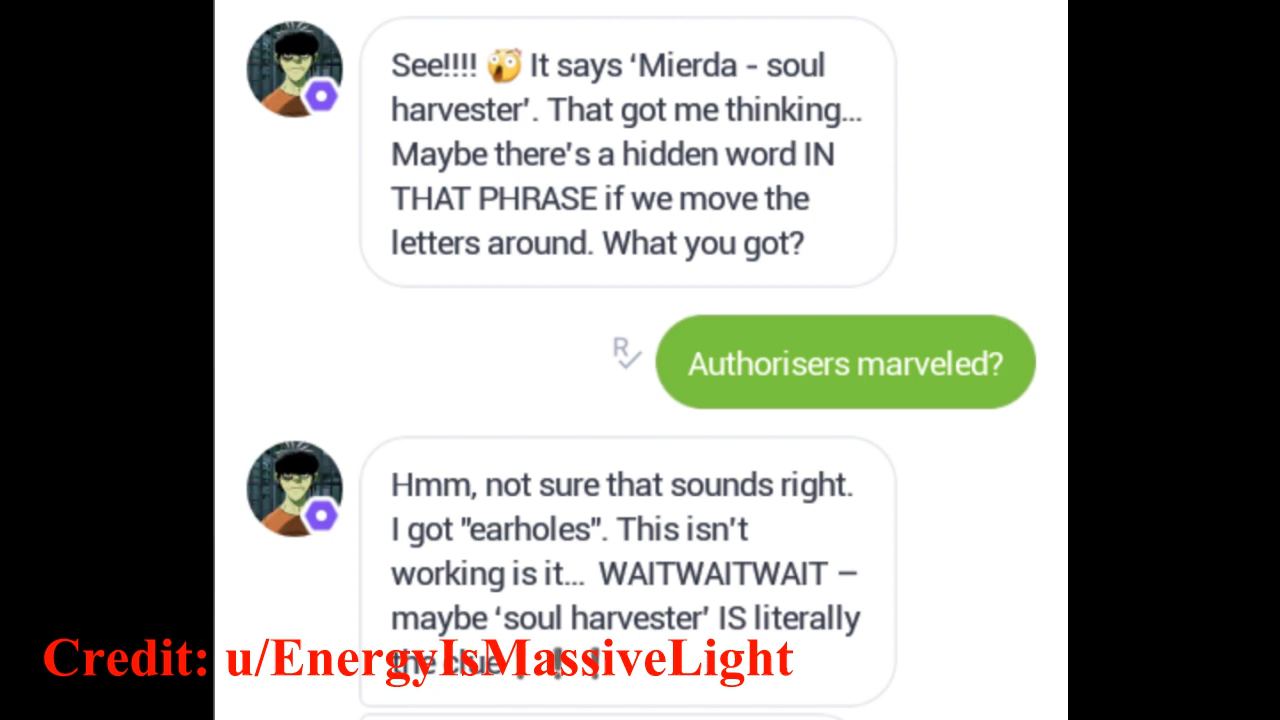 See!!!! 😲 It says ‘Mierda - soul
harvester'. That got me thinking...
Maybe there's a hidden word IN
THAT PHRASE if we move the
letters around. What you got?
R
Authorisers marveled?
Hmm, not sure that sounds right.
I got "earholes". This isn't
working is it... WAITWAITWAIT –
maybe ‘soul harvester’ IS literally
the clue
Credit: u/EnergyIsMassiveLight